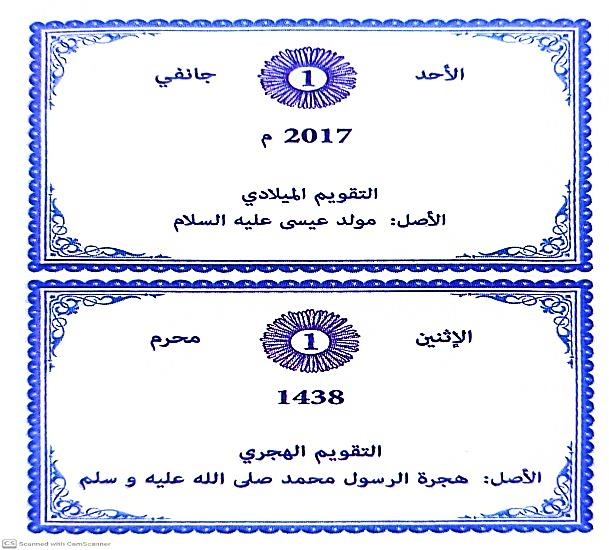 الأحد 1 جانفي
2017 م
التقويم الميلادي
الأصل: مولد عيسى عليه السلام
الإثنين 1 محرم
1438
التقويم الهجري
الأصل: هجرة الرسول محمد صلى الله عليه و سلم
CS Scanned with CamScanner